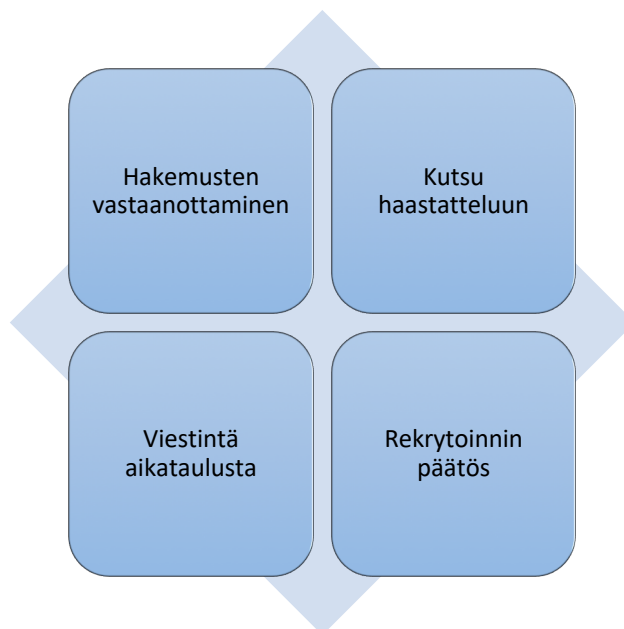 Hakemusten
vastaanottaminen
Kutsu
haastatteluun
Viestintä
aikataulusta
Rekrytoinnin
päätös